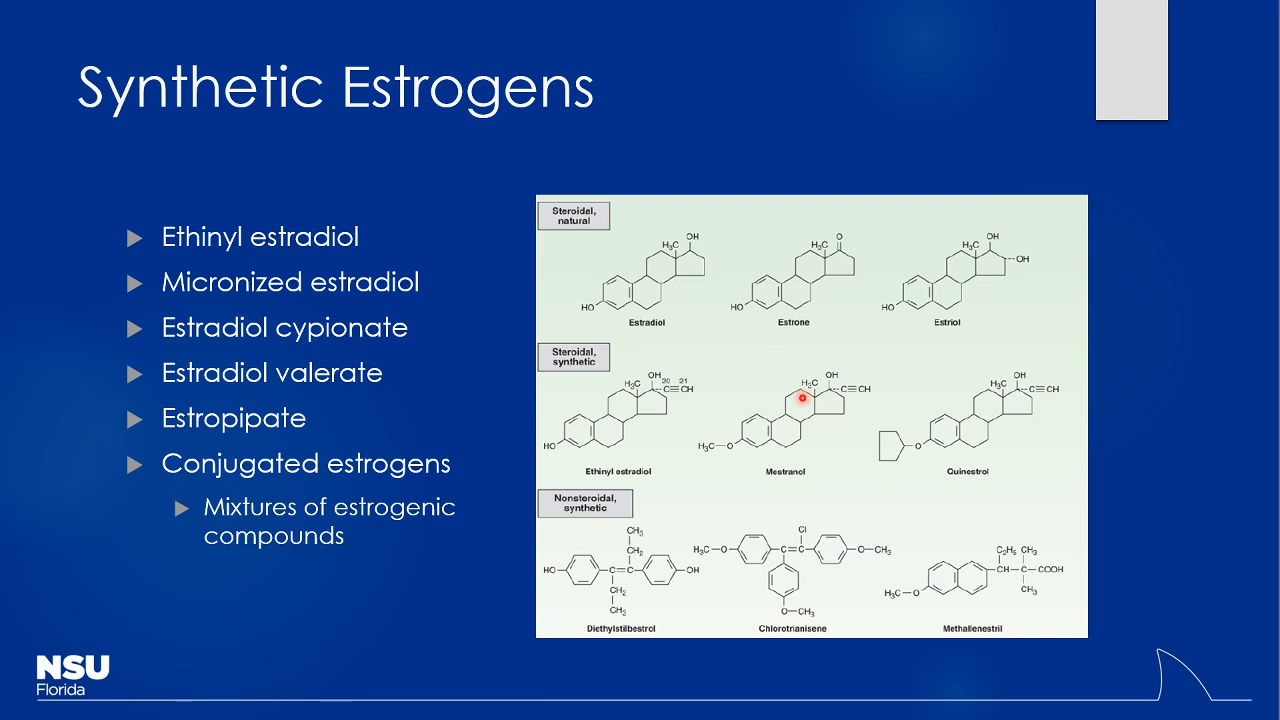 Synthetic Estrogens
Ethinyl estradiol
Micronized estradiol
Estradiol cypionate
Estradiol valerate
Estropipate
Conjugated estrogens
Mixtures of estrogenic
compounds
Steroidal,
natural
OH
H₃C
HO
Estradiol
O
H₃C
HO
Estrone
OH
H₃C
OH
HO
Estriol
Steroidal,
synthetic
OH
20 21
H₃C
C≡CH
HO
Ethinyl estradiol
OH
H₃C
C≡CH
H₃C—O
Mestranol
OH
H₃C
C≡CH
O
Quinestrol
Nonsteroidal,
synthetic
CH₃
CH₂
HO
C=C
OH
CH₂
CH₃
Diethylstilbestrol
Cl
H₃C—O
C=C
O—CH₃
O—CH₃
Chlorotrianisene
C₂H₅ CH₃
CH—C—COOH
CH₃
H₃C—O
Methallenestril
NSU
Florida